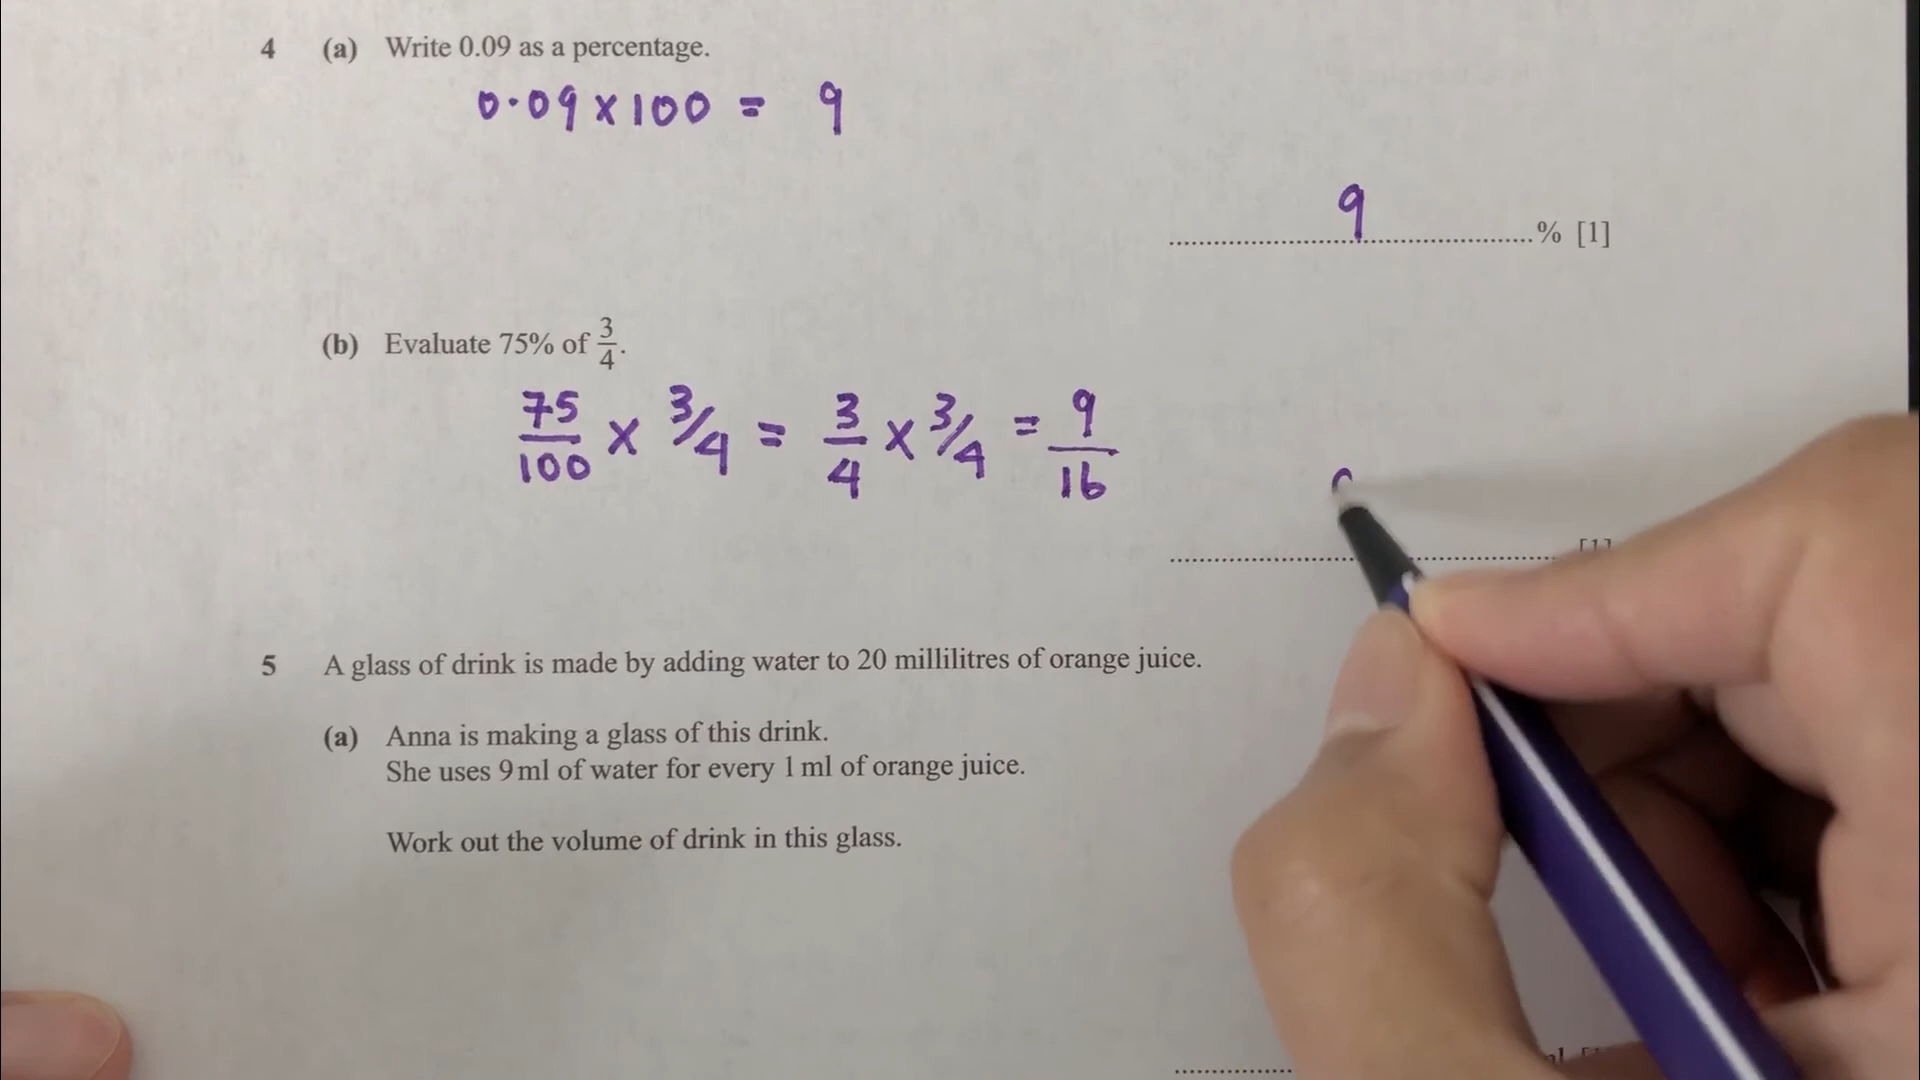 4 (a) Write 0.09 as a percentage.
0.09 x 100 = 9
9
% [1]
(b) Evaluate 75% of 3/4.
75/100 x 3/4 = 3/4 x 3/4 = 9/16
[1]
5 A glass of drink is made by adding water to 20 millilitres of orange juice.
(a) Anna is making a glass of this drink.
She uses 9 ml of water for every 1 ml of orange juice.
Work out the volume of drink in this glass.